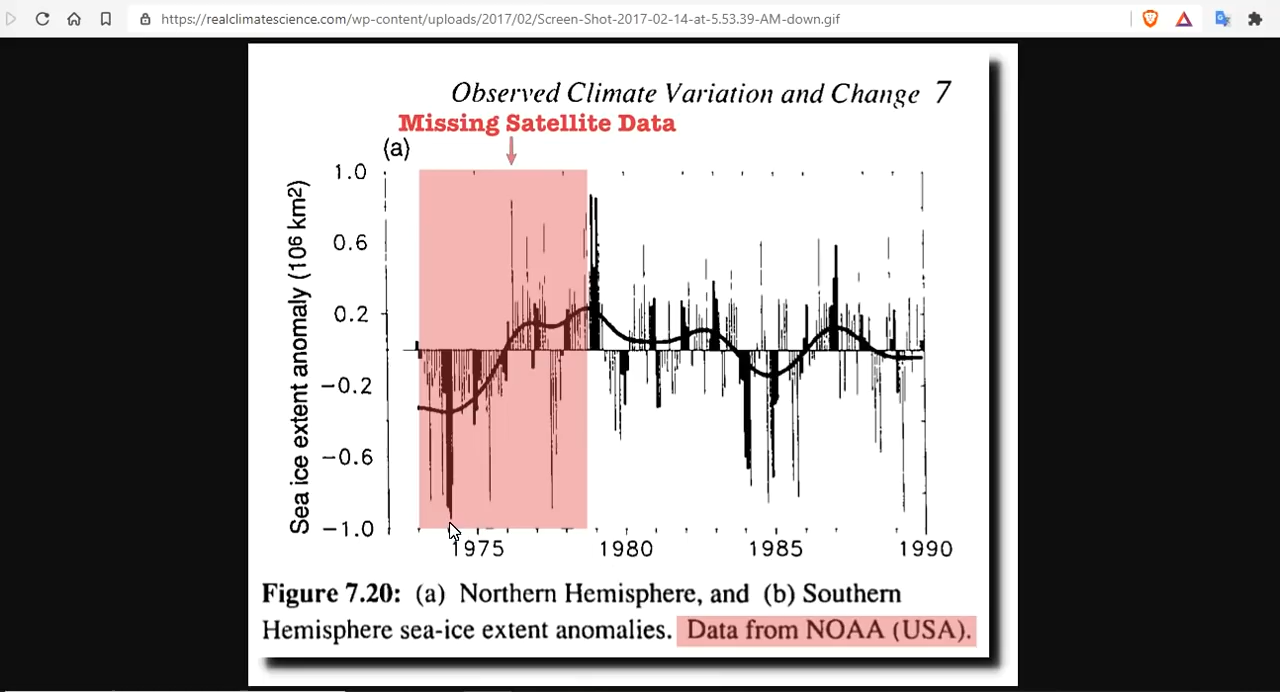 https://realclimatescience.com/wp-content/uploads/2017/02/Screen-Shot-2017-02-14-at-5.53.39-AM-down.gif
Observed Climate Variation and Change 7
Missing Satellite Data
(a)
1.0
0.6
0.2
−0.2
−0.6
−1.0
Sea ice extent anomaly (10⁶ km²)
1975 1980 1985 1990
Figure 7.20: (a) Northern Hemisphere, and (b) Southern
Hemisphere sea-ice extent anomalies. Data from NOAA (USA).